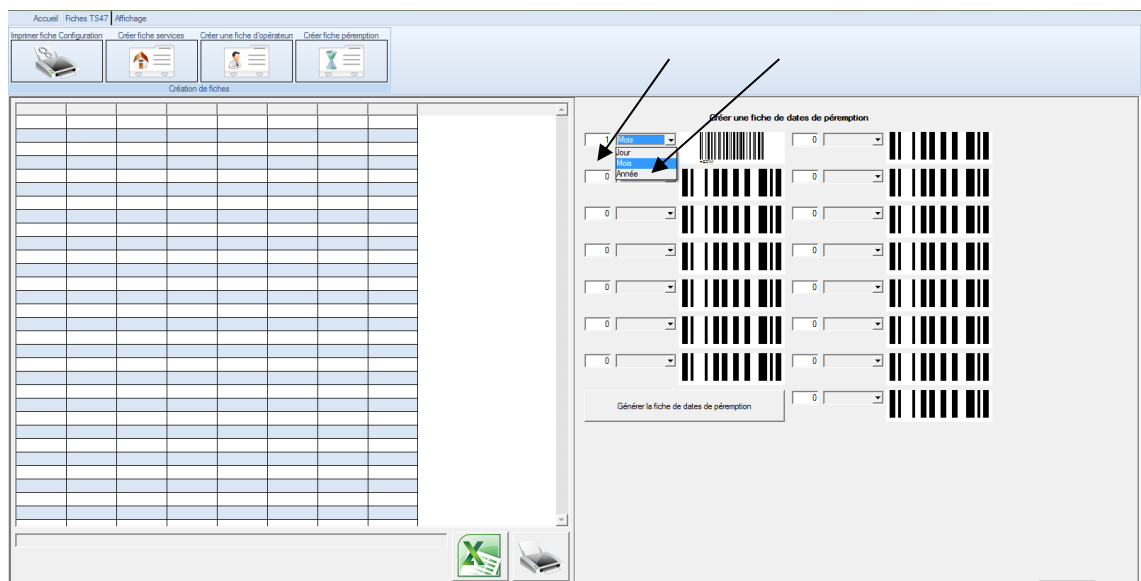 Accueil Fiches TS47 Affichage
Imprimer fiche Configuration Créer fiche services Créer une fiche d'opérateurs Créer fiche péremption
Création de fiches
Créer une fiche de dates de péremption
1 Mois 0
Jour
Mois
Année
0 0
0 0
0 0
0 0
0 0
0 0
Générer la fiche de dates de péremption 0